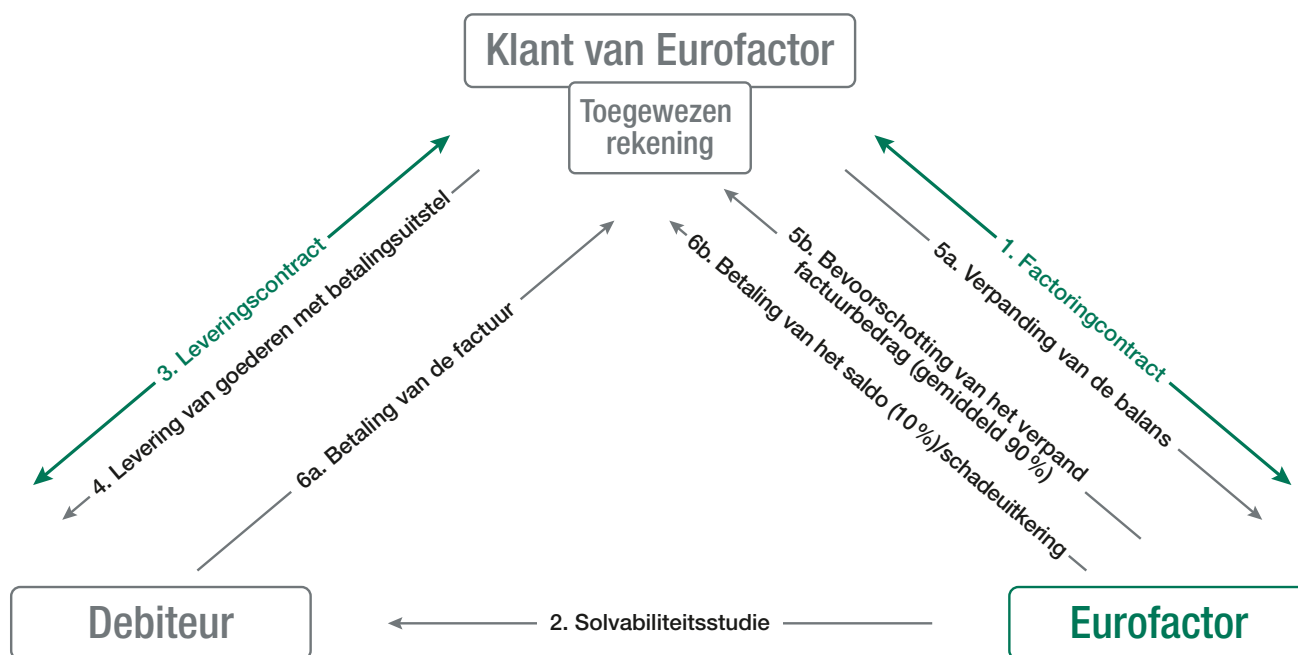 Klant van Eurofactor
Toegewezen
rekening
3. Leveringscontract
4. Levering van goederen met betalingsuitstel
6a. Betaling van de factuur
6b. Betaling van het saldo (10%)/schadeuitkering
5b. Bevoorschotting van het verpand
factuurbedrag (gemiddeld 90%)
5a. Verpanding van de balans
1. Factoringcontract
Debiteur
2. Solvabiliteitsstudie
Eurofactor